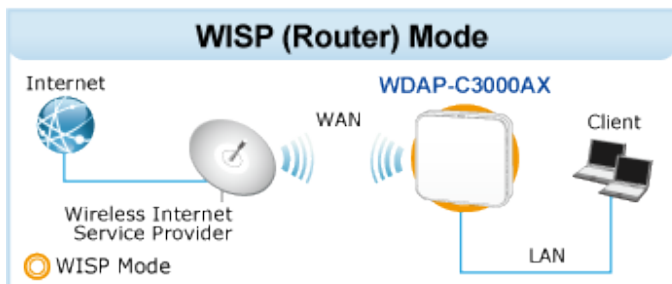 WISP (Router) Mode
Internet
WDAP-C3000AX
WAN
Client
Wireless Internet
Service Provider
LAN
WISP Mode